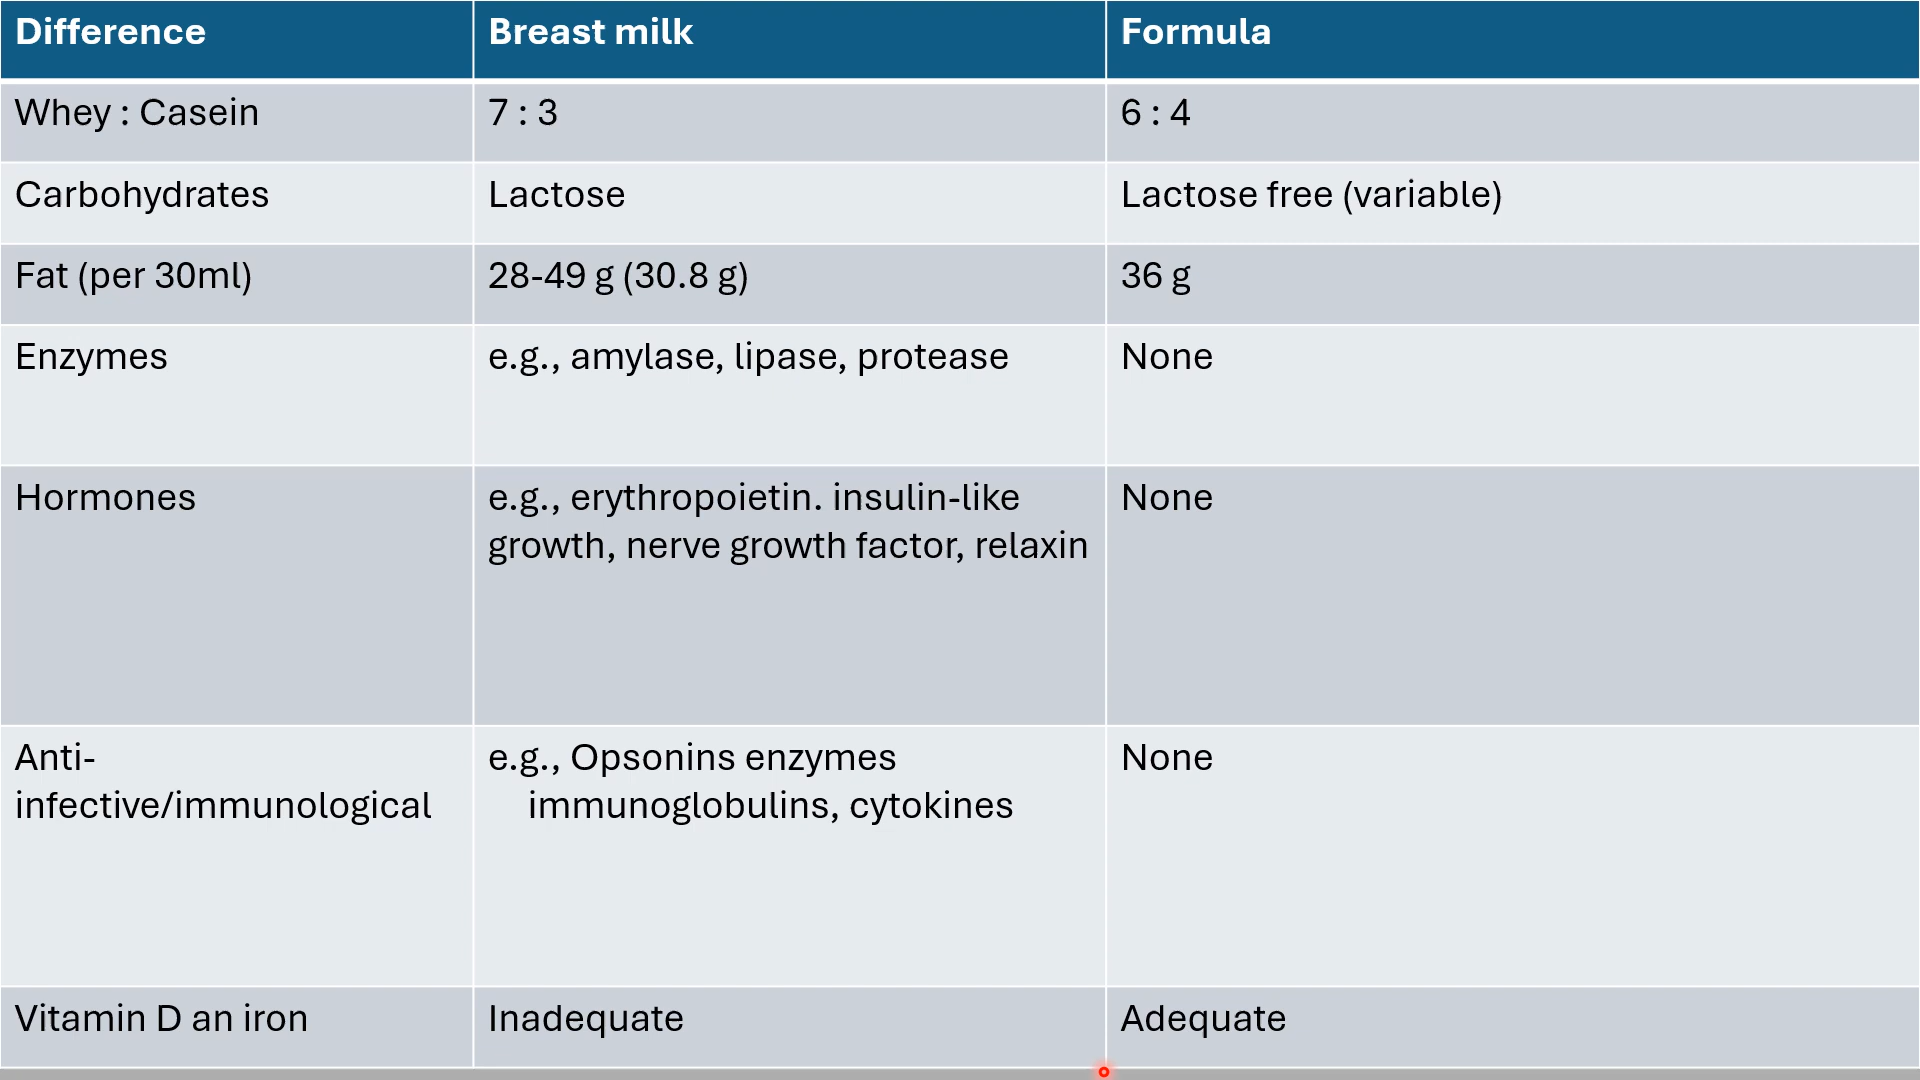 Difference Breast milk Formula
Whey : Casein 7 : 3 6 : 4
Carbohydrates Lactose Lactose free (variable)
Fat (per 30ml) 28-49 g (30.8 g) 36 g
Enzymes e.g., amylase, lipase, protease None
Hormones e.g., erythropoietin. insulin-like None
growth, nerve growth factor, relaxin
Anti- e.g., Opsonins enzymes None
infective/immunological immunoglobulins, cytokines
Vitamin D an iron Inadequate Adequate